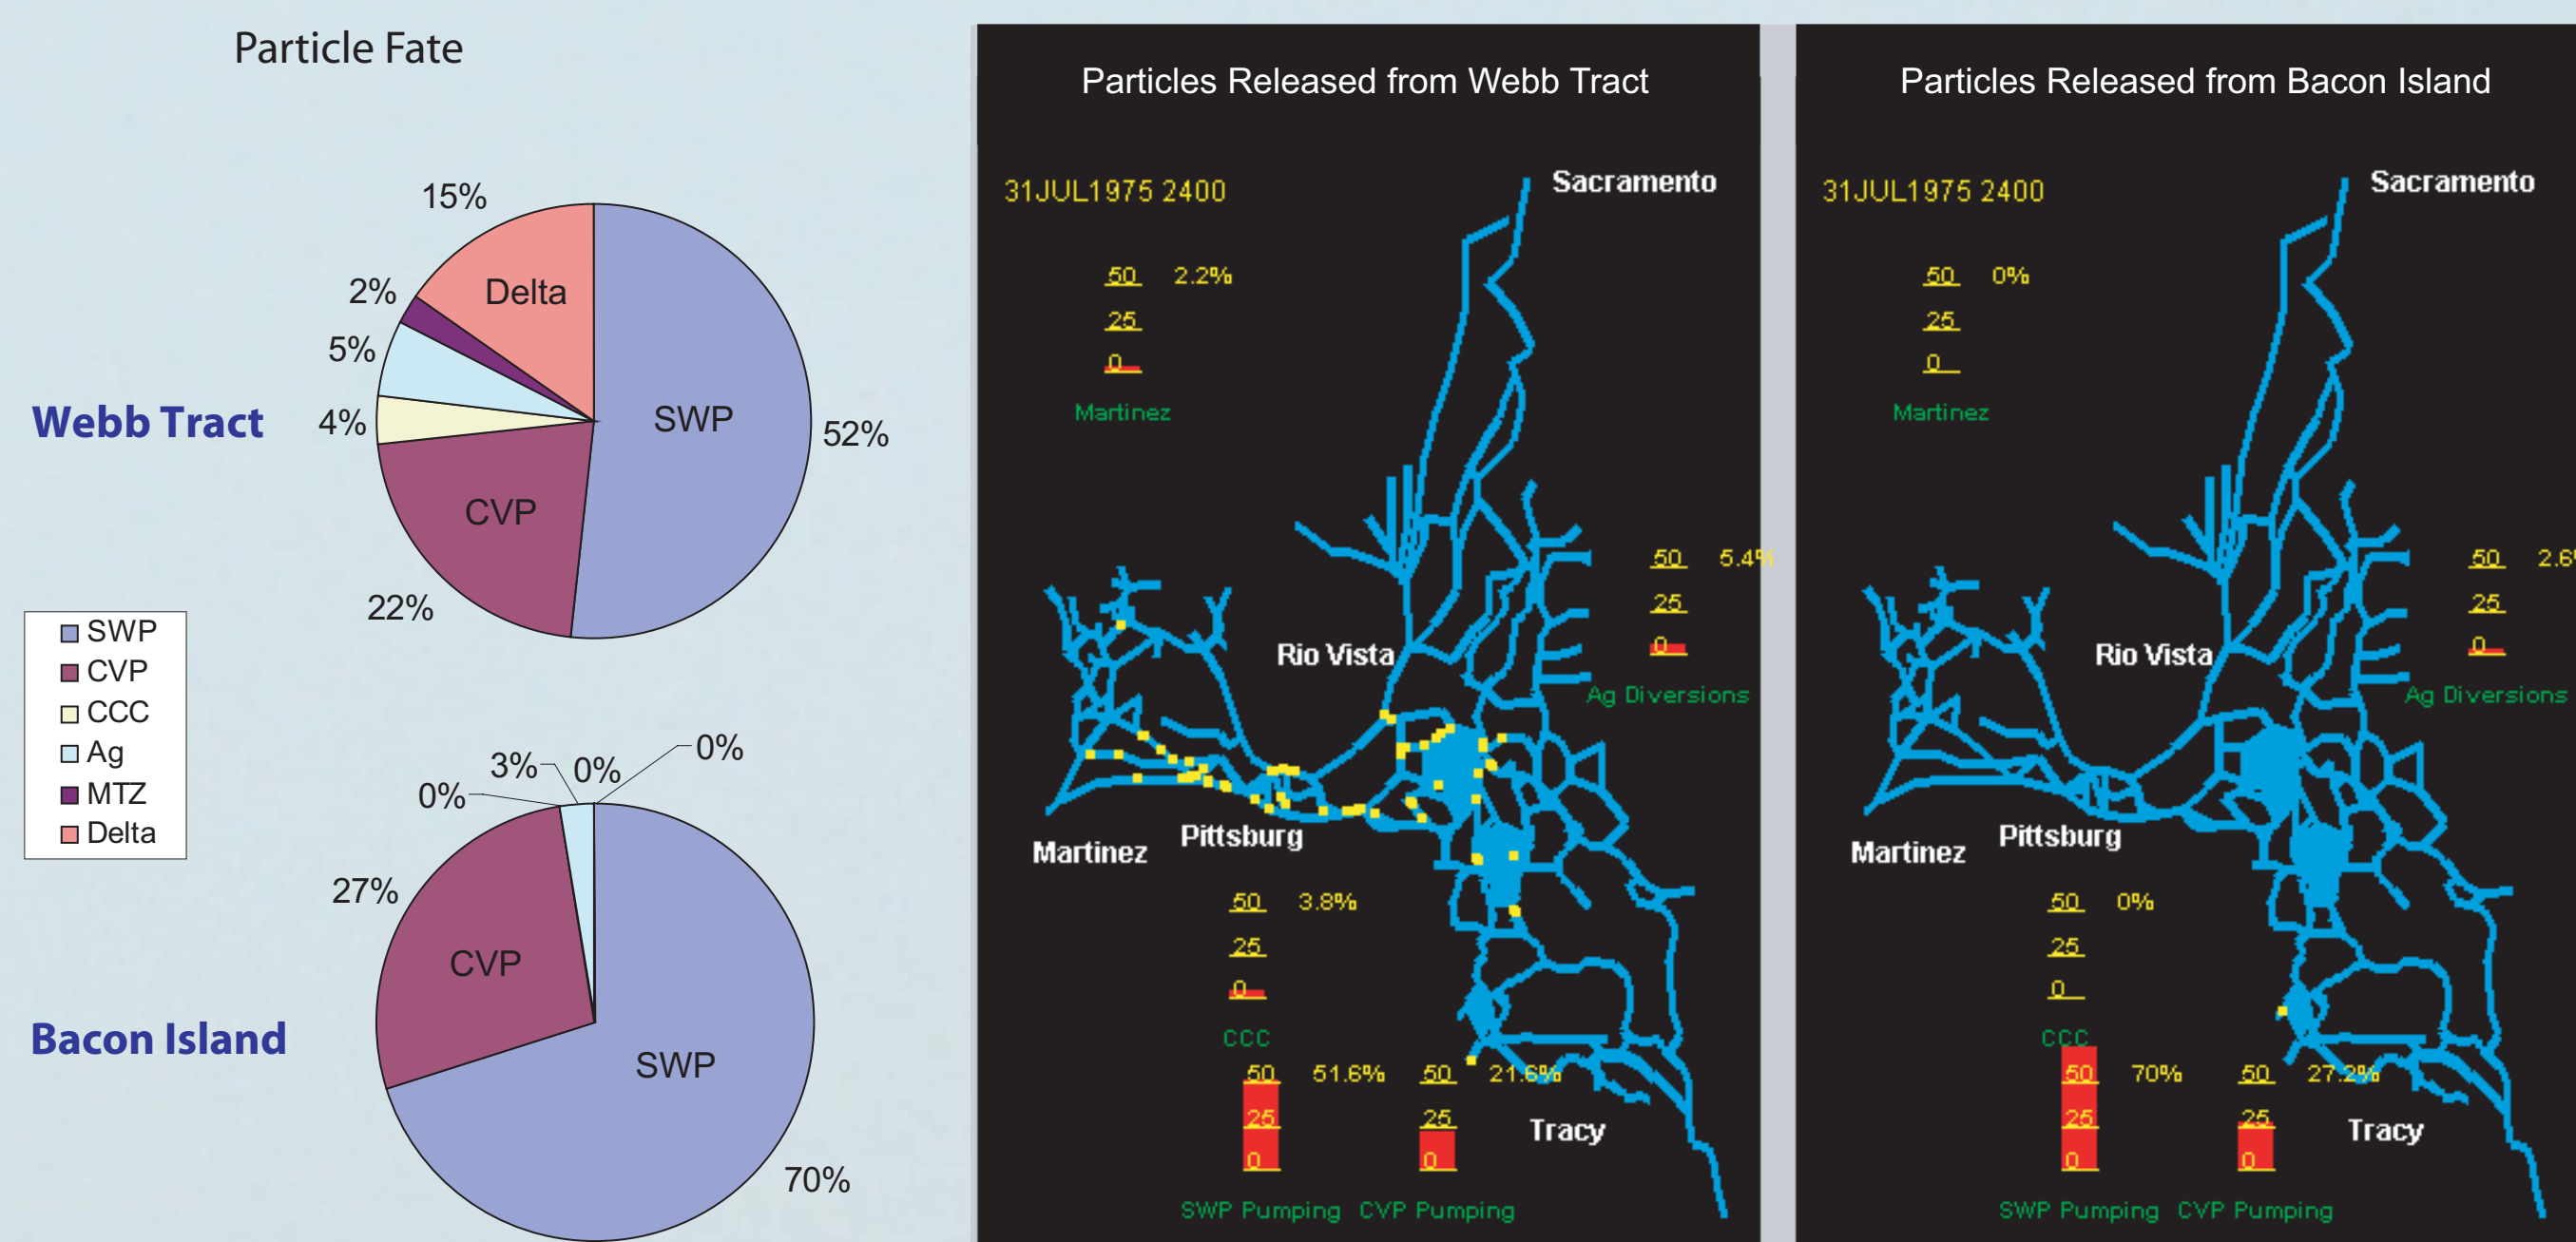 Particle Fate
15%
2%
Delta
5%
4%
SWP
52%
Webb Tract
CVP
22%
SWP
CVP
CCC
Ag
MTZ
Delta
0%
3%
0%
0%
27%
CVP
Bacon Island
SWP
70%
Particles Released from Webb Tract
31JUL1975 2400
Sacramento
50 2.2%
25
0
Martinez
50 5.4%
25
0
Rio Vista
Ag Diversions
Pittsburg
Martinez
50 3.8%
25
0
CCC
50 51.6% 50 21.6%
25 25
Tracy
0 0
SWP Pumping CVP Pumping
Particles Released from Bacon Island
31JUL1975 2400
Sacramento
50 0%
25
0
Martinez
50 2.6
25
0
Rio Vista
Ag Diversions
Pittsburg
Martinez
50 0%
25
0
CCC
50 70% 50 27.2%
25 25
Tracy
0 0
SWP Pumping CVP Pumping